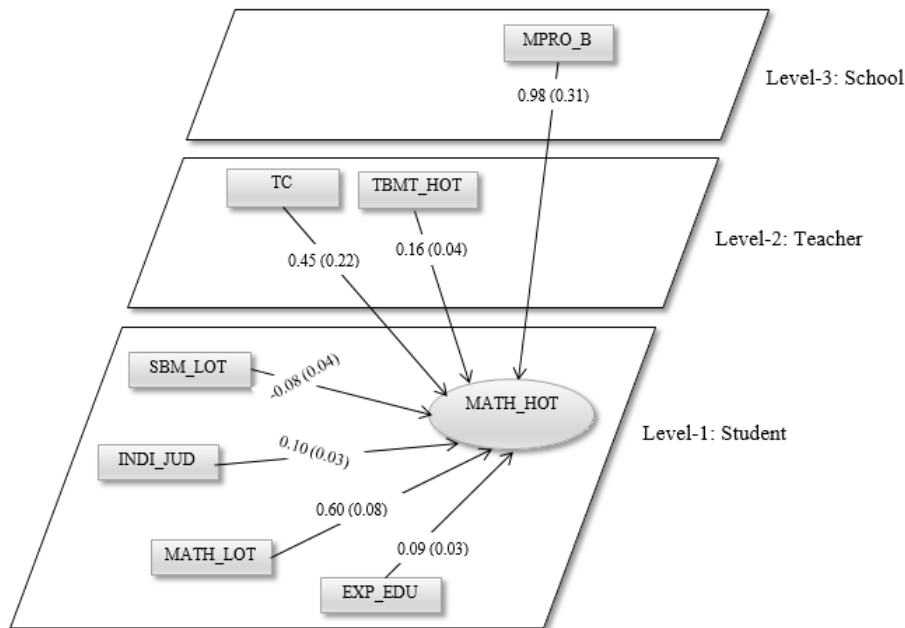 MPRO_B
Level-3: School
0.98 (0.31)
TC
TBMT_HOT
Level-2: Teacher
0.45 (0.22)
0.16 (0.04)
SBM_LOT
-0.08 (0.04)
MATH_HOT
Level-1: Student
INDI_JUD
0.10 (0.03)
0.60 (0.08)
MATH_LOT
0.09 (0.03)
EXP_EDU